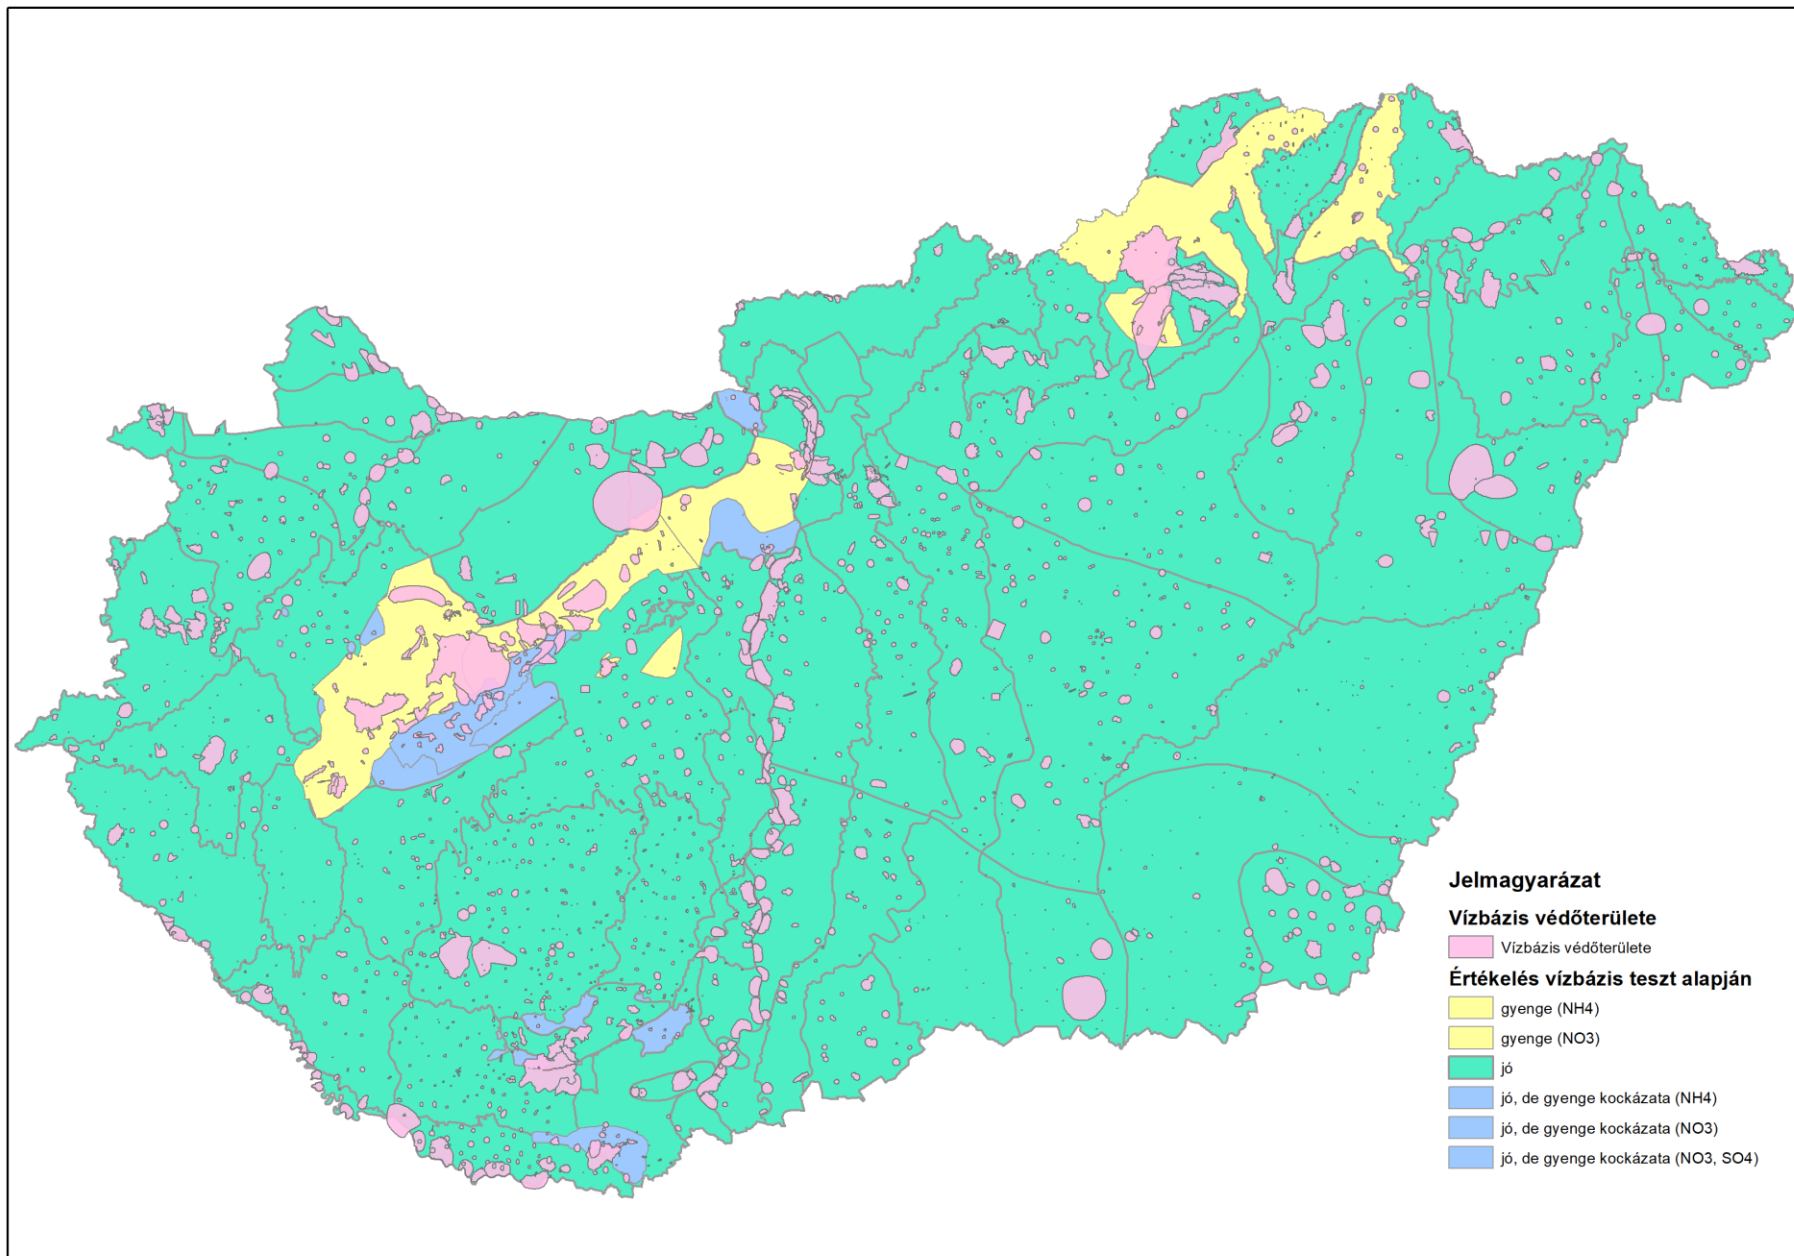 Jelmagyarázat
Vízbázis védőterülete
Vízbázis védőterülete
Értékelés vízbázis teszt alapján
gyenge (NH4)
gyenge (NO3)
jó
jó, de gyenge kockázata (NH4)
jó, de gyenge kockázata (NO3)
jó, de gyenge kockázata (NO3, SO4)